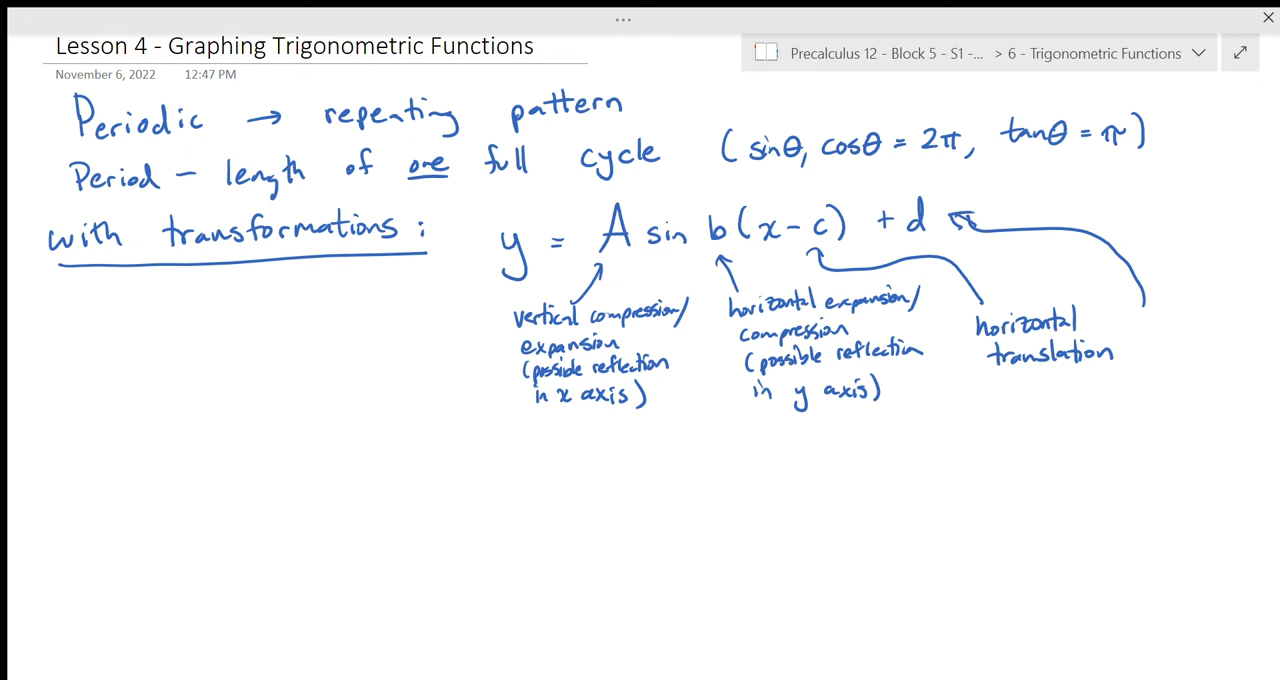 Lesson 4 - Graphing Trigonometric Functions
Precalculus 12 - Block 5 - S1 -... > 6 - Trigonometric Functions
November 6, 2022 12:47 PM
Periodic → repeating pattern
Period – length of one full cycle (sinθ, cosθ = 2π, tanθ = π)
with transformations : y = A sin b(x-c) + d
vertical compression/
expansion
(possible reflection
in x axis)
horizontal expansion/
compression
(possible reflection
in y axis)
horizontal
translation